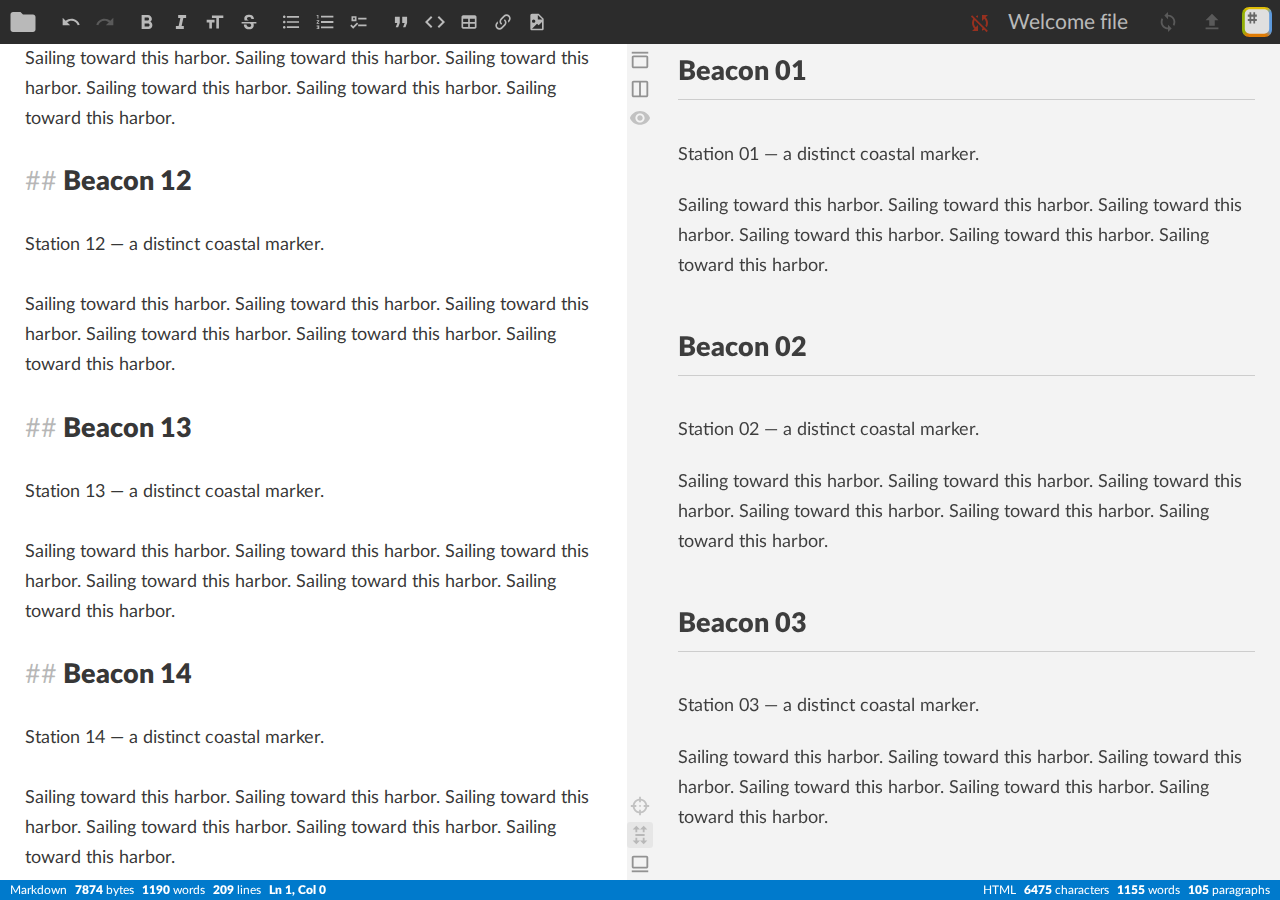 Welcome file
Sailing toward this harbor. Sailing toward this harbor. Sailing toward this
harbor. Sailing toward this harbor. Sailing toward this harbor. Sailing
toward this harbor.
## Beacon 12
Station 12 — a distinct coastal marker.
Sailing toward this harbor. Sailing toward this harbor. Sailing toward this
harbor. Sailing toward this harbor. Sailing toward this harbor. Sailing
toward this harbor.
## Beacon 13
Station 13 — a distinct coastal marker.
Sailing toward this harbor. Sailing toward this harbor. Sailing toward this
harbor. Sailing toward this harbor. Sailing toward this harbor. Sailing
toward this harbor.
## Beacon 14
Station 14 — a distinct coastal marker.
Sailing toward this harbor. Sailing toward this harbor. Sailing toward this
harbor. Sailing toward this harbor. Sailing toward this harbor. Sailing
toward this harbor.
Beacon 01
Station 01 — a distinct coastal marker.
Sailing toward this harbor. Sailing toward this harbor. Sailing toward this
harbor. Sailing toward this harbor. Sailing toward this harbor. Sailing
toward this harbor.
Beacon 02
Station 02 — a distinct coastal marker.
Sailing toward this harbor. Sailing toward this harbor. Sailing toward this
harbor. Sailing toward this harbor. Sailing toward this harbor. Sailing
toward this harbor.
Beacon 03
Station 03 — a distinct coastal marker.
Sailing toward this harbor. Sailing toward this harbor. Sailing toward this
harbor. Sailing toward this harbor. Sailing toward this harbor. Sailing
toward this harbor.
Markdown 7874 bytes 1190 words 209 lines Ln 1, Col 0
HTML 6475 characters 1155 words 105 paragraphs